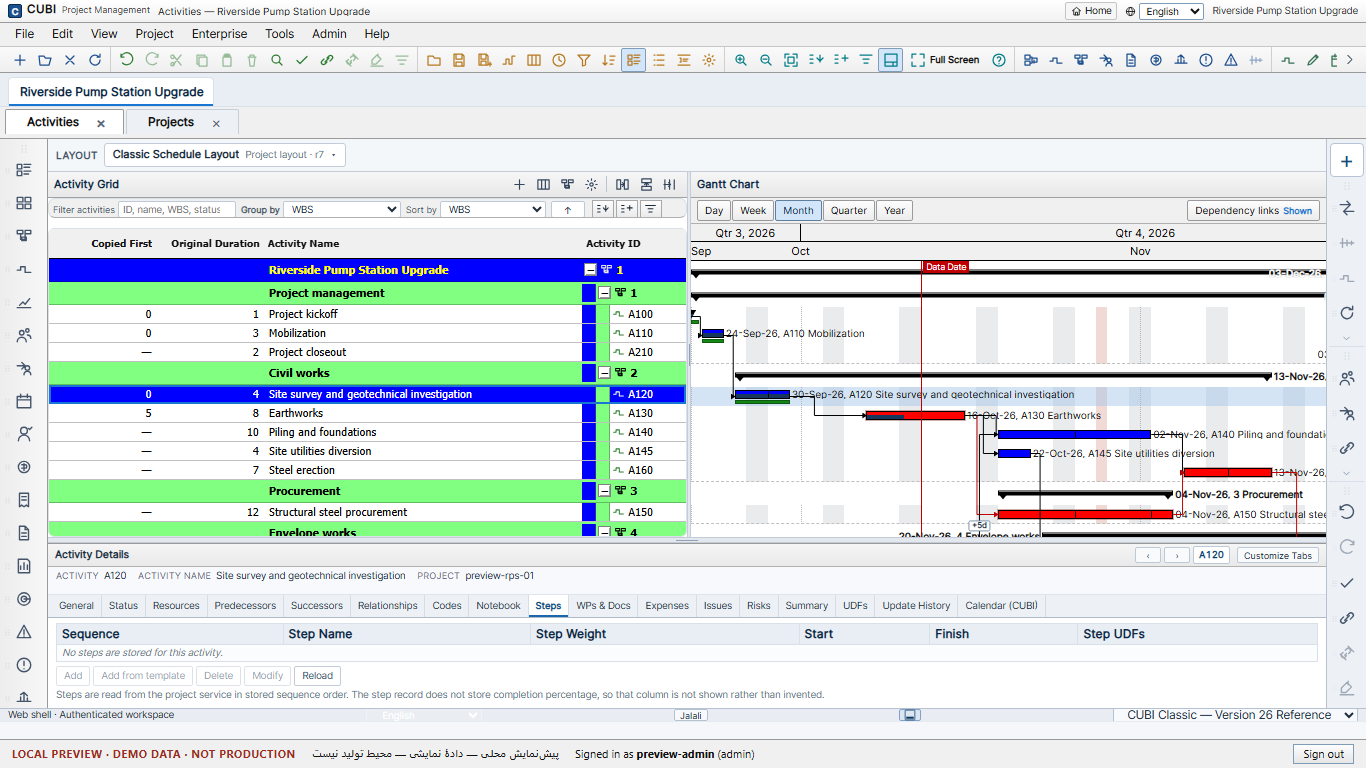 CUBI Project Management Activities — Riverside Pump Station Upgrade Home English Riverside Pump Station Upgrade
File Edit View Project Enterprise Tools Admin Help
Full Screen
Riverside Pump Station Upgrade
Activities Projects
LAYOUT Classic Schedule Layout Project layout · r7
Activity Grid
Filter activities ID, name, WBS, status Group by WBS Sort by WBS
Copied First Original Duration Activity Name Activity ID
Riverside Pump Station Upgrade 1
Project management 1
0 1 Project kickoff A100
0 3 Mobilization A110
— 2 Project closeout A210
Civil works 2
0 4 Site survey and geotechnical investigation A120
5 8 Earthworks A130
— 10 Piling and foundations A140
— 4 Site utilities diversion A145
— 7 Steel erection A160
Procurement 3
— 12 Structural steel procurement A150
Envelope works 4
Gantt Chart
Day Week Month Quarter Year Dependency links Shown
Qtr 3, 2026 Qtr 4, 2026
Sep Oct Nov
Data Date
03-Dec-26
24-Sep-26, A110 Mobilization
03
13-Nov-26,
30-Sep-26, A120 Site survey and geotechnical investigation
16-Oct-26, A130 Earthworks
02-Nov-26, A140 Piling and foundati
22-Oct-26, A145 Site utilities diversion
13-Nov-26,
04-Nov-26, 3 Procurement
04-Nov-26, A150 Structural stee
+5d
20-Nov-26, 4 Envelope works
Activity Details A120 Customize Tabs
ACTIVITY A120 ACTIVITY NAME Site survey and geotechnical investigation PROJECT preview-rps-01
General Status Resources Predecessors Successors Relationships Codes Notebook Steps WPs & Docs Expenses Issues Risks Summary UDFs Update History Calendar (CUBI)
Sequence Step Name Step Weight Start Finish Step UDFs
No steps are stored for this activity.
Add Add from template Delete Modify Reload
Steps are read from the project service in stored sequence order. The step record does not store completion percentage, so that column is not shown rather than invented.
Web shell · Authenticated workspace English Jalali CUBI Classic — Version 26 Reference
LOCAL PREVIEW · DEMO DATA · NOT PRODUCTION پیش‌نمایش محلی — دادهٔ نمایشی — محیط تولید نیست Signed in as preview-admin (admin) Sign out